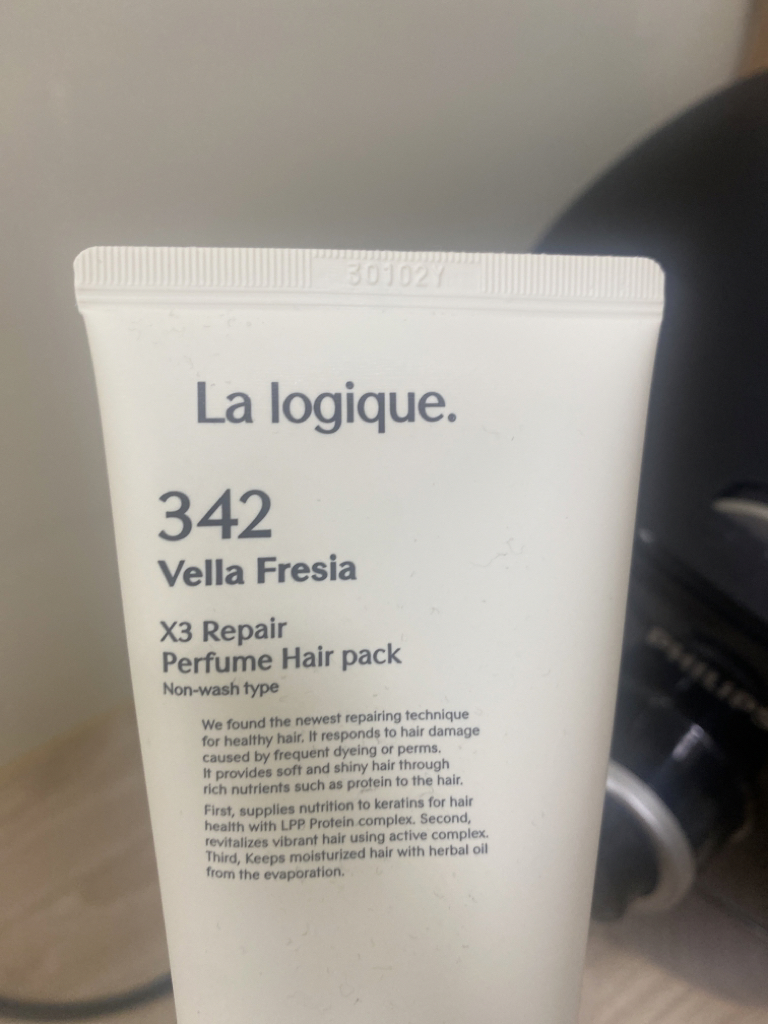 301027
La logique.
342
Vella Fresia
X3 Repair
Perfume Hair pack
Non-wash type
We found the newest repairing technique
for healthy hair. It responds to hair damage
caused by frequent dyeing or perms.
It provides soft and shiny hair through
rich nutrients such as protein to the hair.
First, supplies nutrition to keratins for hair
health with LPP Protein complex. Second,
revitalizes vibrant hair using active complex.
Third, Keeps moisturized hair with herbal oil
from the evaporation.
PHILIPS